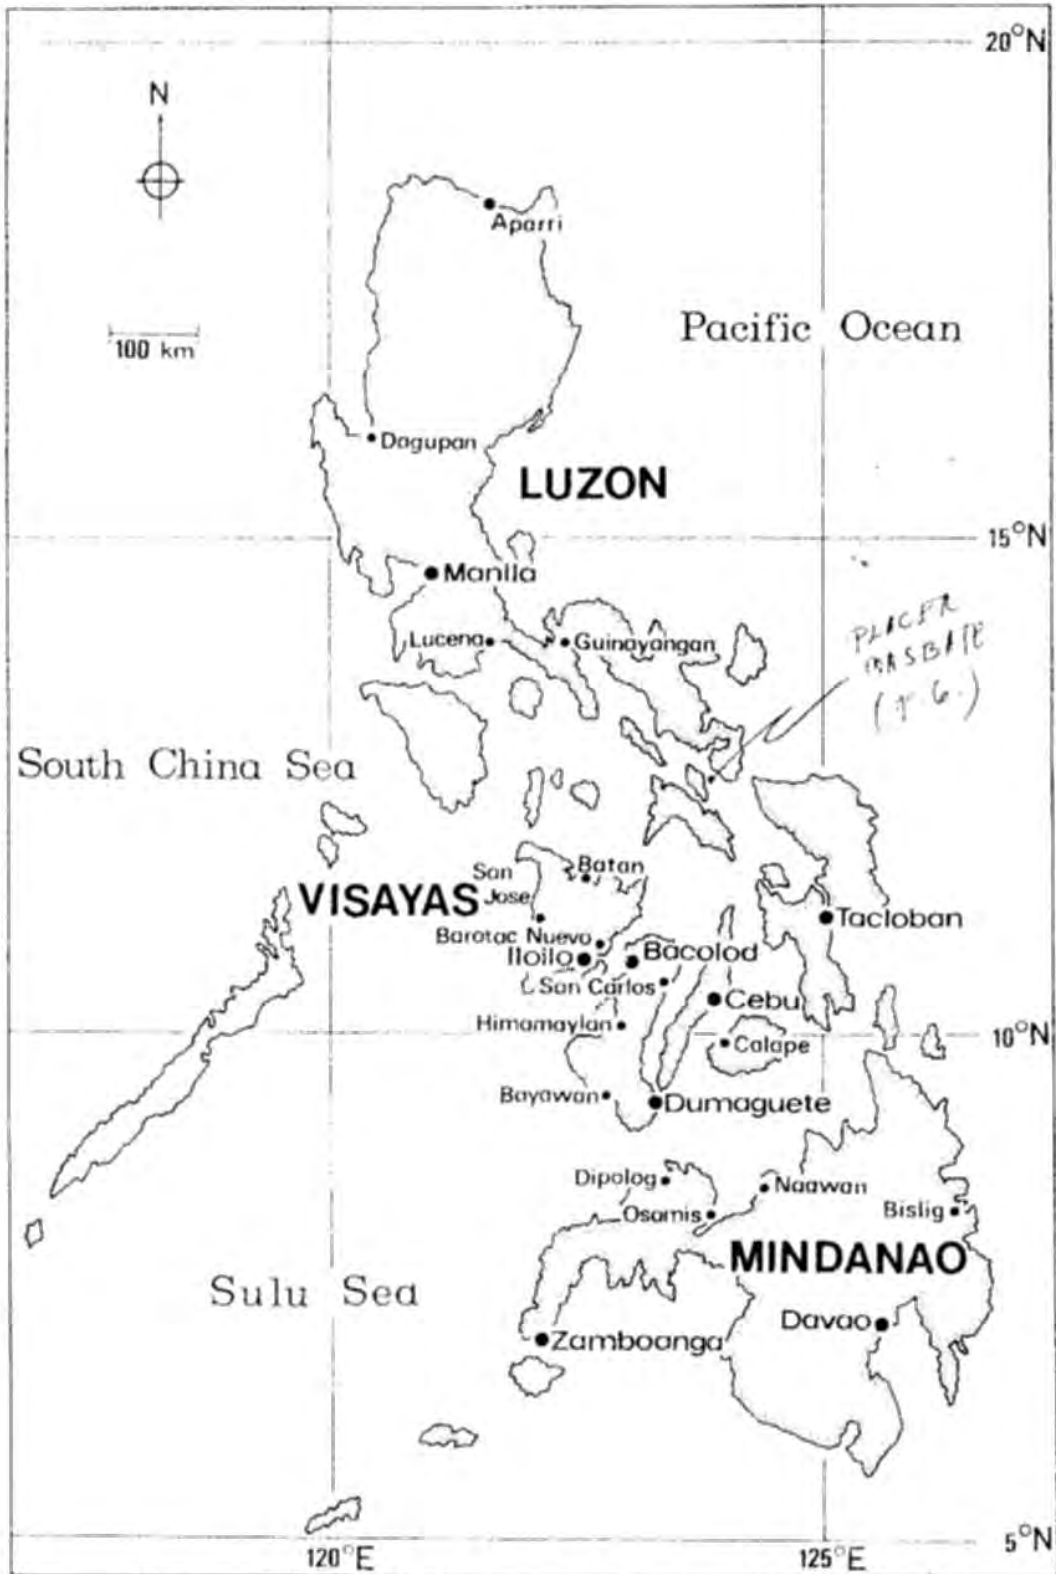 20°N
N
Aparri
Pacific Ocean
100 km
Dagupan
LUZON
15°N
Manila
PLACER
MASBATE
(p. 6.)
Lucena
Guinayangan
South China Sea
San
Jose
Batan
VISAYAS
Tacloban
Barotac Nuevo
Iloilo
Bacolod
San Carlos
Cebu
Himamaylan
10°N
Calape
Bayawan
Dumaguete
Dipolog
Naawan
Osamis
Bislig
MINDANAO
Sulu Sea
Davao
Zamboanga
5°N
120°E
125°E